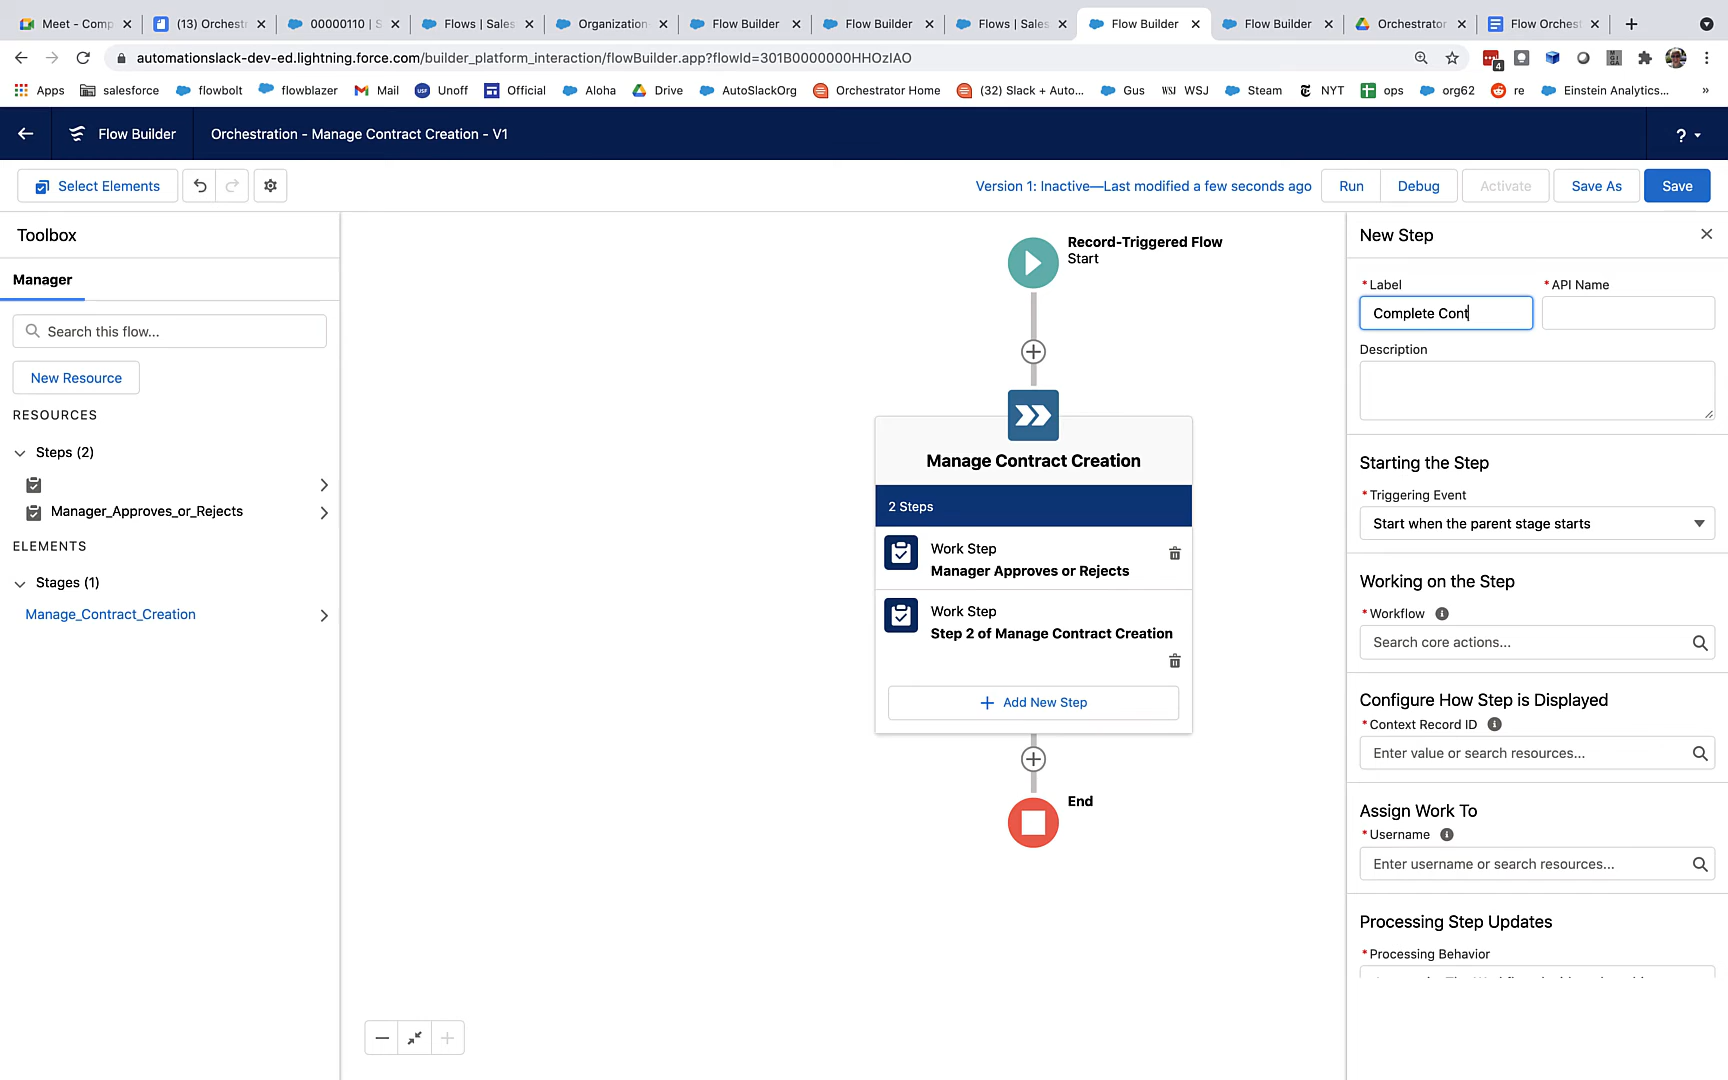 Meet - Comp
(13) Orchest
00000110 | S
Flows | Sales
Organization
Flow Builder
Flow Builder
Flows | Sales
Flow Builder
Flow Builder
Orchestrator
Flow Orches
automationslack-dev-ed.lightning.force.com/builder_platform_interaction/flowBuilder.app?flowId=301B0000000HHOzIAO
4
Apps
salesforce
flowbolt
flowblazer
Mail
Unoff
Official
Aloha
Drive
AutoSlackOrg
Orchestrator Home
(32) Slack + Auto...
Gus
WSJ
WSJ
Steam
NYT
ops
org62
re
Einstein Analytics...
»
Flow Builder
Orchestration - Manage Contract Creation - V1
?
Select Elements
Version 1: Inactive—Last modified a few seconds ago
Run
Debug
Activate
Save As
Save
Toolbox
Manager
Search this flow...
New Resource
RESOURCES
Steps (2)
Manager_Approves_or_Rejects
ELEMENTS
Stages (1)
Manage_Contract_Creation
Record-Triggered Flow
Start
Manage Contract Creation
2 Steps
Work Step
Manager Approves or Rejects
Work Step
Step 2 of Manage Contract Creation
Add New Step
End
New Step
*Label
*API Name
Complete Cont
Description
Starting the Step
*Triggering Event
Start when the parent stage starts
Working on the Step
*Workflow
Search core actions...
Configure How Step is Displayed
*Context Record ID
Enter value or search resources...
Assign Work To
*Username
Enter username or search resources...
Processing Step Updates
*Processing Behavior